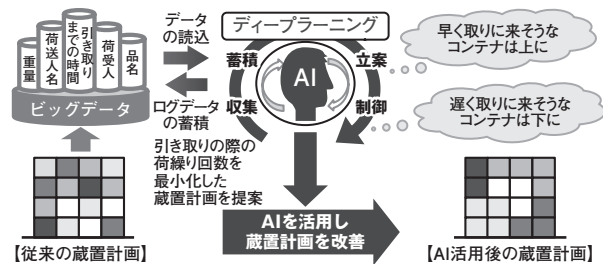 重量
荷送人名
引き取り
までの時間
荷受人
品名
ビッグデータ
データ
の読込
ログデータ
の蓄積
ディープラーニング
蓄積
立案
AI
収集
制御
早く取りに来そうな
コンテナは上に
遅く取りに来そうな
コンテナは下に
引き取りの際の
荷繰り回数を
最小化した
蔵置計画を提案
AIを活用し
蔵置計画を改善
【従来の蔵置計画】
【AI活用後の蔵置計画】